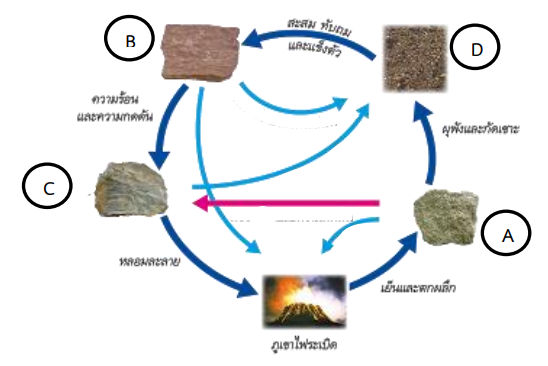 สะสม ทับถม
และแข็งตัว
B
D
ความร้อน
และความกดดัน
ผุพังและกัดเซาะ
C
A
หลอมละลาย
เย็นและตกผลึก
ภูเขาไฟระเบิด